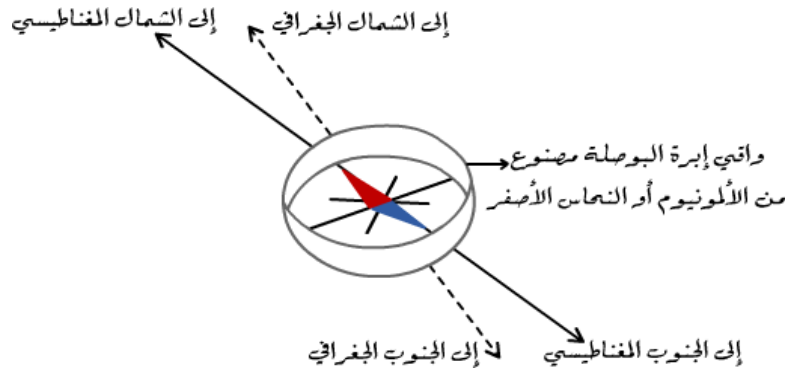 إلى الشمال المغناطيسي
إلى الشمال الجغرافي
واقي إبرة البوصلة مصنوع
من الألمونيوم أو النحاس الأصفر
إلى الجنوب المغناطيسي
إلى الجنوب الجغرافي